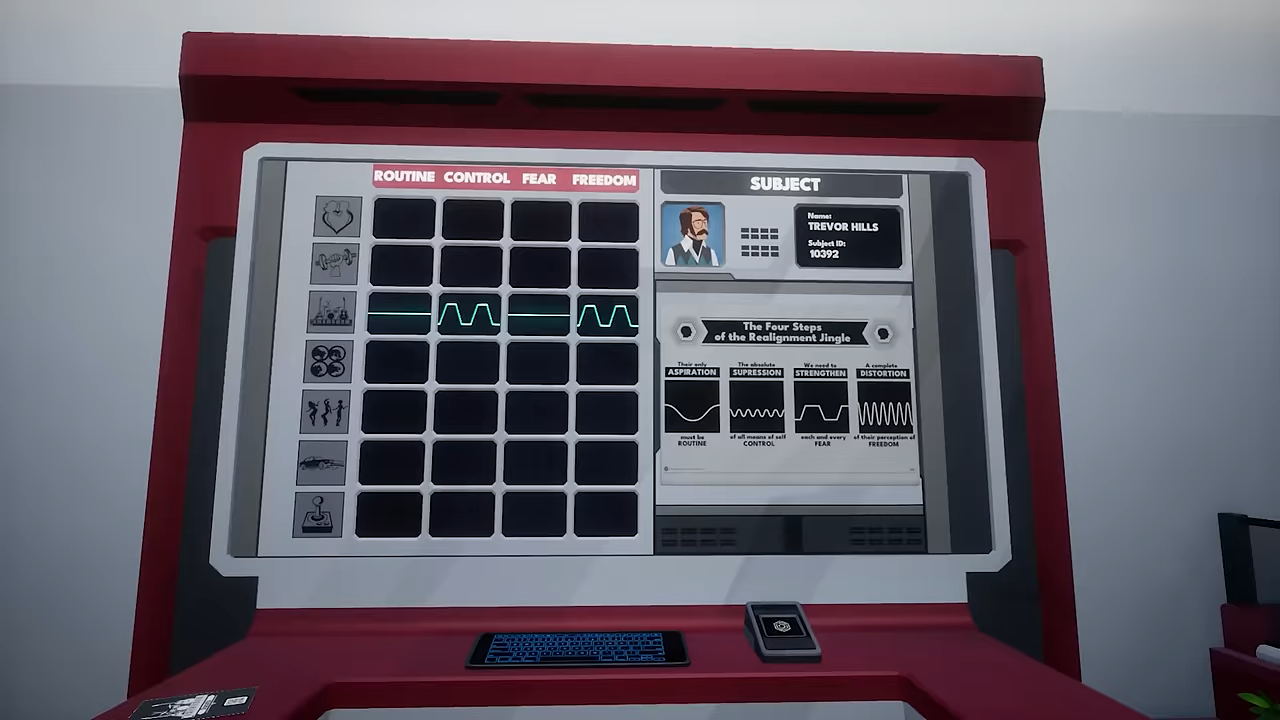 ROUTINE CONTROL FEAR FREEDOM
SUBJECT
Name:
TREVOR HILLS
Subject ID:
10392
The Four Steps
of the Realignment Jingle
Their only
ASPIRATION
must be
ROUTINE
The absolute
SUPRESSION
of all means of self
CONTROL
We need to
STRENGTHEN
each and every
FEAR
A complete
DISTORTION
of their perception of
FREEDOM